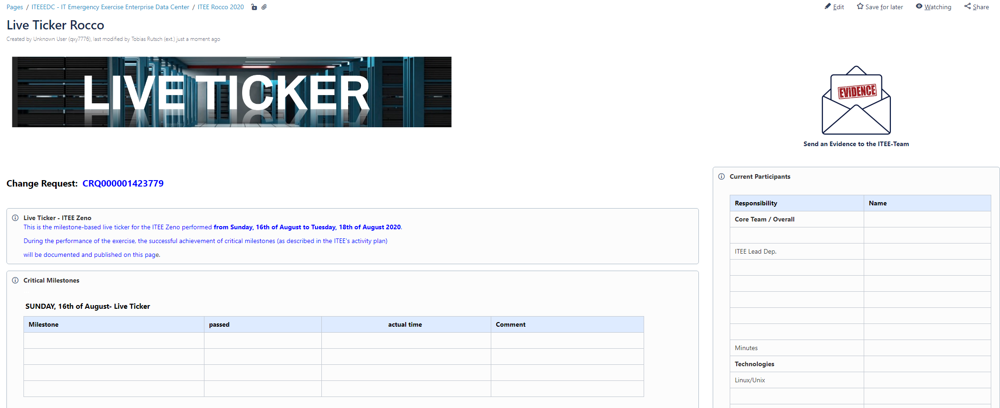 Pages / ITEEEDC - IT Emergency Exercise Enterprise Data Center / ITEE Rocco 2020
Edit Save for later Watching Share
Live Ticker Rocco
Created by Unknown User (qxy7776), last modified by Tobias Rutsch (ext.) just a moment ago
LIVE TICKER
EVIDENCE
Send an Evidence to the ITEE-Team
Change Request: CRQ000001423779
Live Ticker - ITEE Zeno
This is the milestone-based live ticker for the ITEE Zeno performed from Sunday, 16th of August to Tuesday, 18th of August 2020.
During the performance of the exercise, the successful achievement of critical milestones (as described in the ITEE's activity plan)
will be documented and published on this page.
Critical Milestones
SUNDAY, 16th of August- Live Ticker
Milestone passed actual time Comment
Current Participants
Responsibility Name
Core Team / Overall
ITEE Lead Dep.
Minutes
Technologies
Linux/Unix